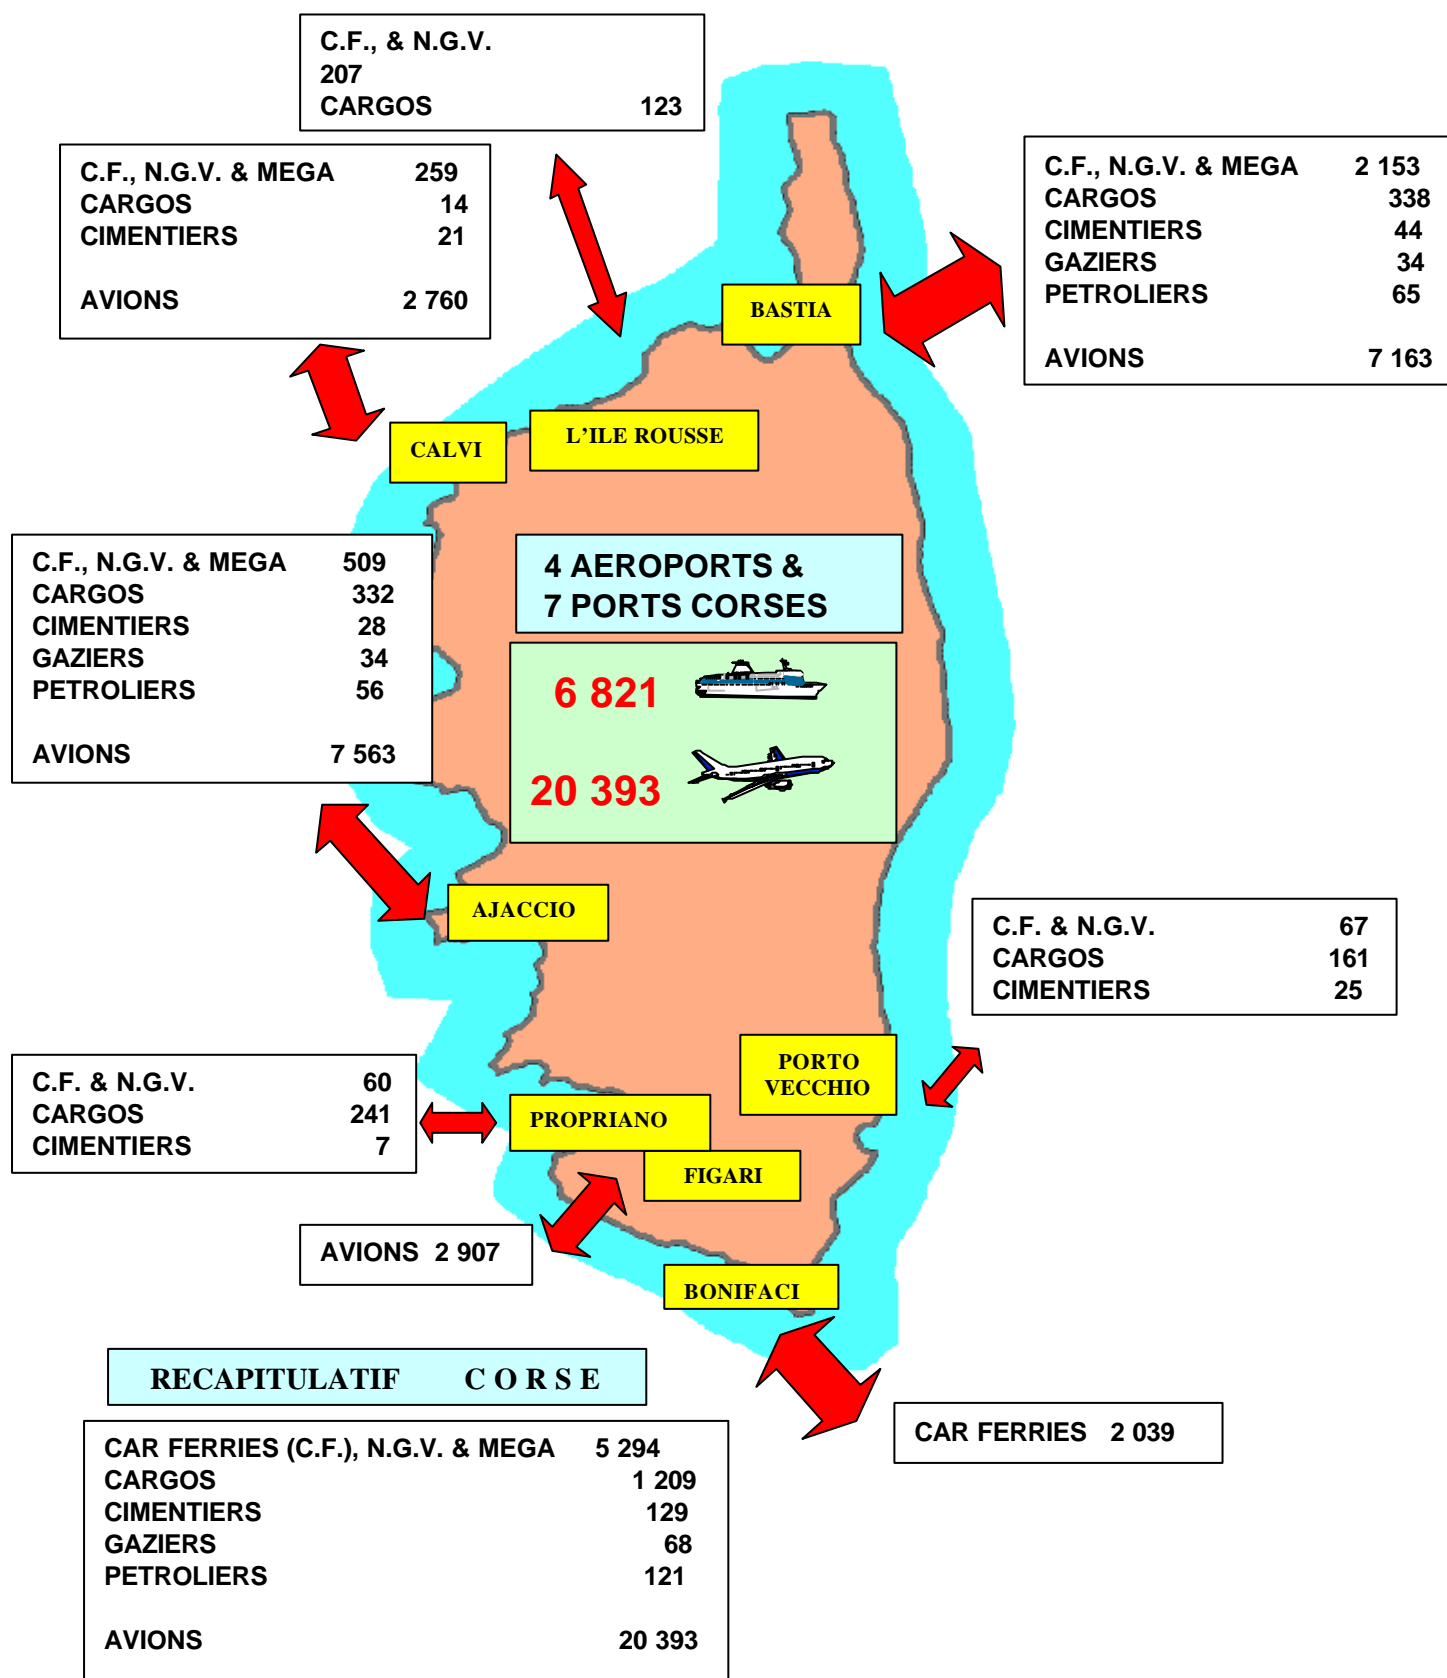 C.F., & N.G.V.
207
CARGOS 123
C.F., N.G.V. & MEGA 259
CARGOS 14
CIMENTIERS 21
AVIONS 2 760
C.F., N.G.V. & MEGA 2 153
CARGOS 338
CIMENTIERS 44
GAZIERS 34
PETROLIERS 65
AVIONS 7 163
BASTIA
L'ILE ROUSSE
CALVI
C.F., N.G.V. & MEGA 509
CARGOS 332
CIMENTIERS 28
GAZIERS 34
PETROLIERS 56
AVIONS 7 563
4 AEROPORTS &
7 PORTS CORSES
6 821
20 393
AJACCIO
C.F. & N.G.V. 67
CARGOS 161
CIMENTIERS 25
PORTO
VECCHIO
C.F. & N.G.V. 60
CARGOS 241
CIMENTIERS 7
PROPRIANO
FIGARI
AVIONS 2 907
BONIFACI
RECAPITULATIF C O R S E
CAR FERRIES 2 039
CAR FERRIES (C.F.), N.G.V. & MEGA 5 294
CARGOS 1 209
CIMENTIERS 129
GAZIERS 68
PETROLIERS 121
AVIONS 20 393